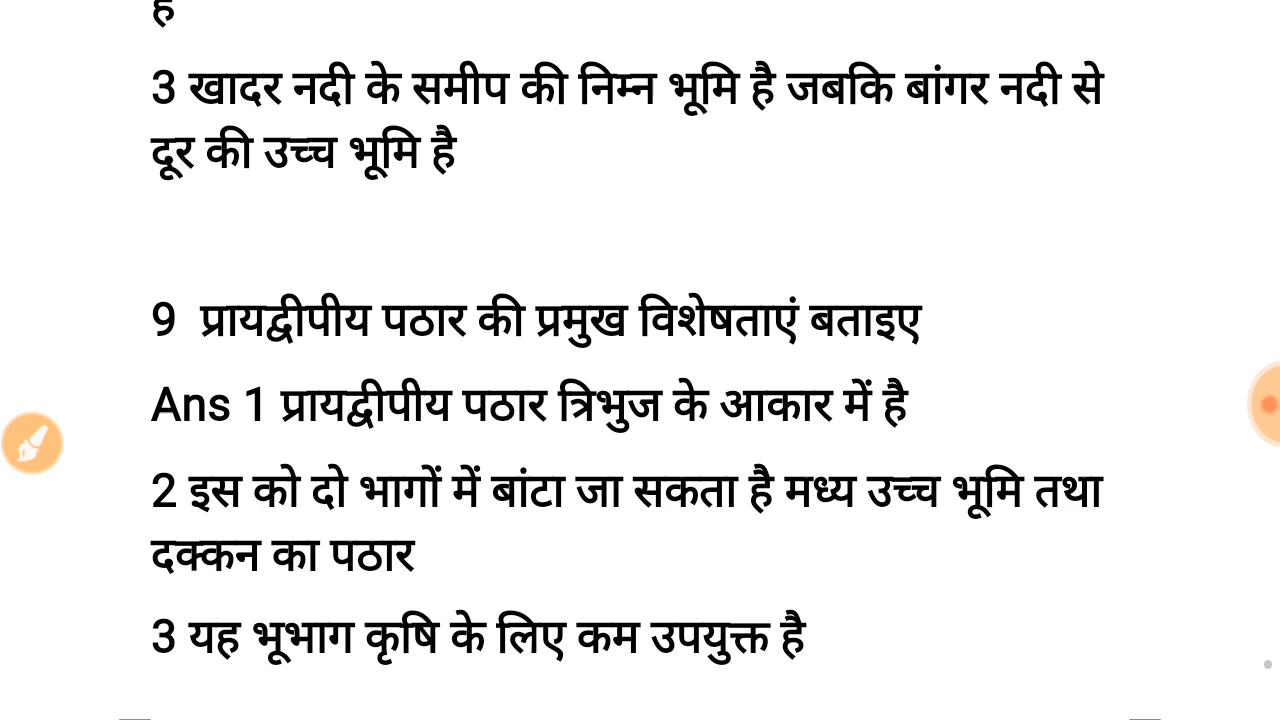 है
3 खादर नदी के समीप की निम्न भूमि है जबकि बांगर नदी से
दूर की उच्च भूमि है
9 प्रायद्वीपीय पठार की प्रमुख विशेषताएं बताइए
Ans 1 प्रायद्वीपीय पठार त्रिभुज के आकार में है
2 इस को दो भागों में बांटा जा सकता है मध्य उच्च भूमि तथा
दक्कन का पठार
3 यह भूभाग कृषि के लिए कम उपयुक्त है